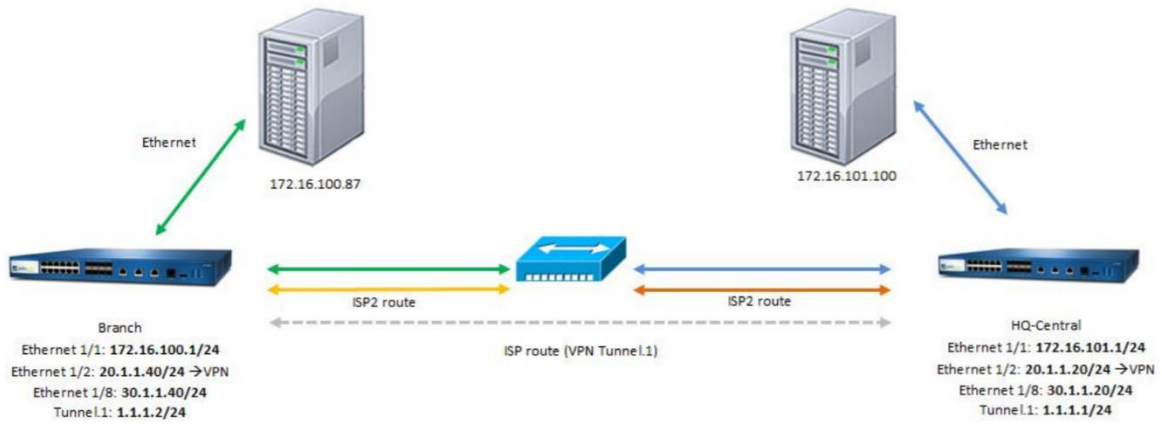 Ethernet
172.16.100.87
172.16.101.100
Ethernet
ISP2 route
ISP2 route
ISP route (VPN Tunnel.1)
Branch
Ethernet 1/1: 172.16.100.1/24
Ethernet 1/2: 20.1.1.40/24 →VPN
Ethernet 1/8: 30.1.1.40/24
Tunnel.1: 1.1.1.2/24
HQ-Central
Ethernet 1/1: 172.16.101.1/24
Ethernet 1/2: 20.1.1.20/24 →VPN
Ethernet 1/8: 30.1.1.20/24
Tunnel.1: 1.1.1.1/24